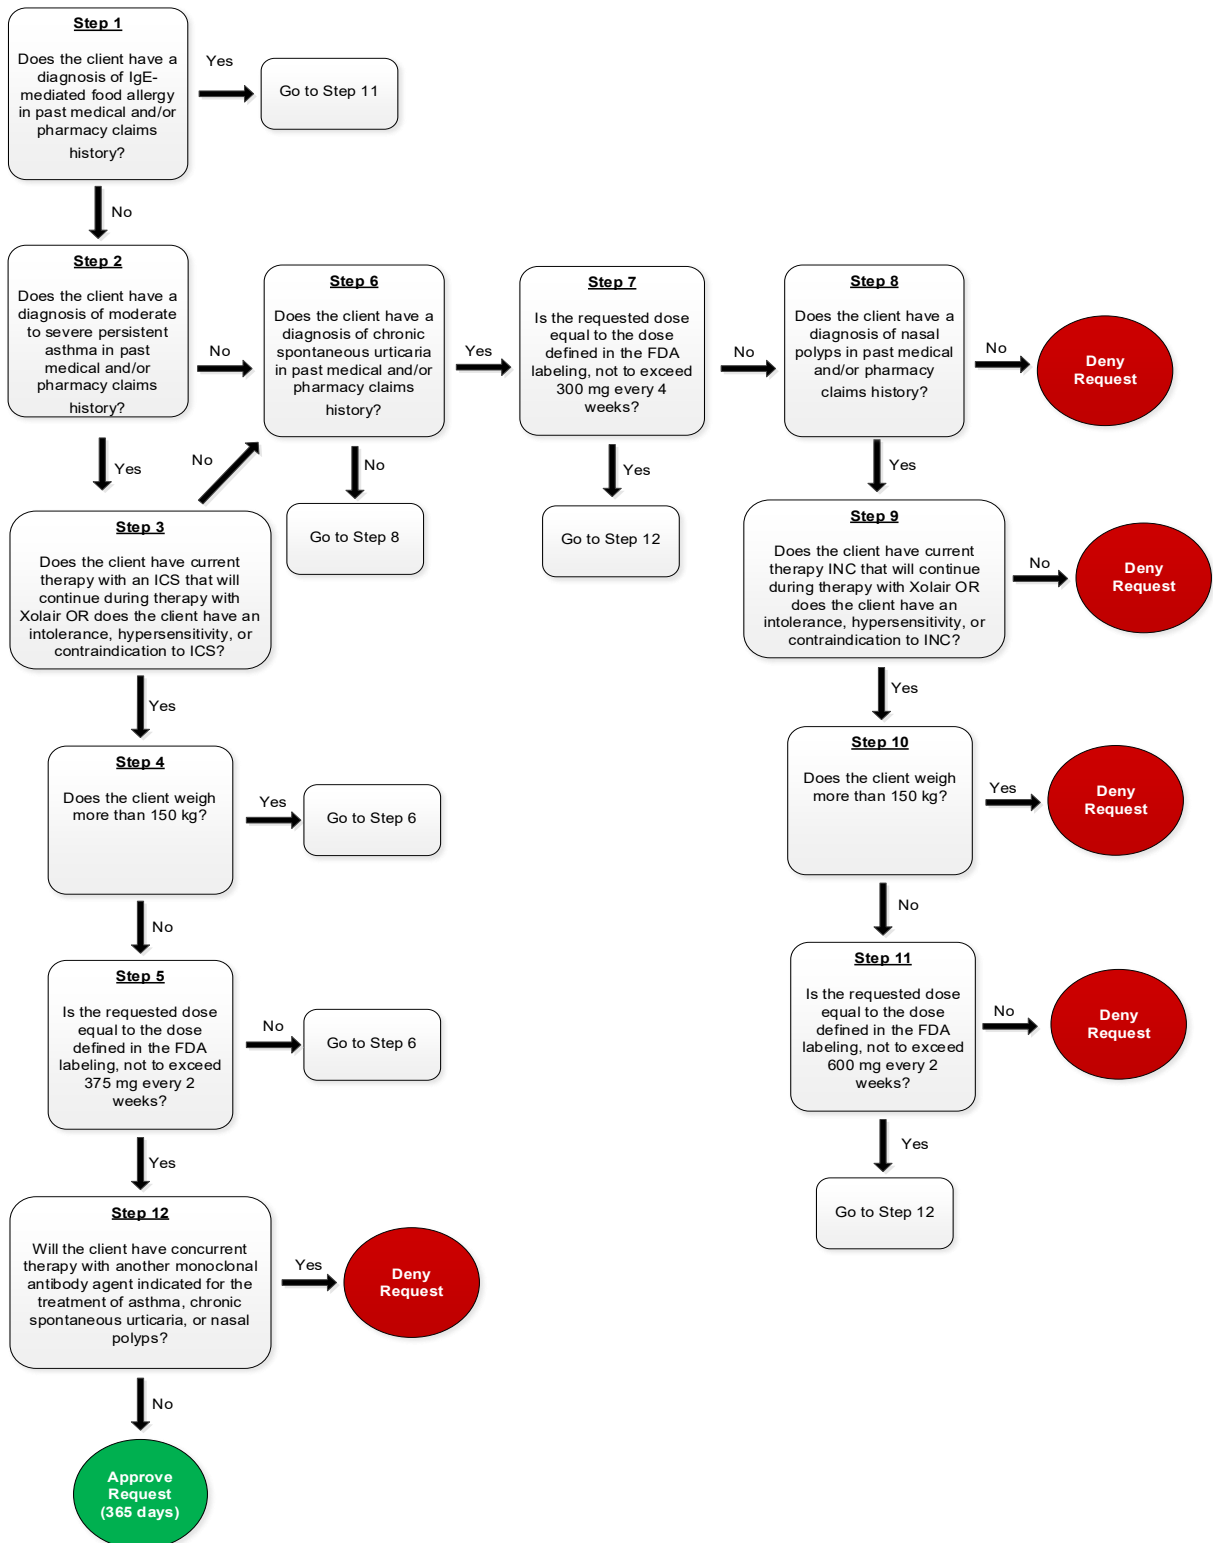 Step 1
Does the client have a
diagnosis of IgE-
mediated food allergy
in past medical and/or
pharmacy claims
history?
Yes
Go to Step 11
No
Step 2
Does the client have a
diagnosis of moderate
to severe persistent
asthma in past
medical and/or
pharmacy claims
history?
No
Yes
Step 6
Does the client have a
diagnosis of chronic
spontaneous urticaria
in past medical and/or
pharmacy claims
history?
Yes
No
Go to Step 8
Step 7
Is the requested dose
equal to the dose
defined in the FDA
labeling, not to exceed
300 mg every 4
weeks?
No
Yes
Go to Step 12
Step 8
Does the client have a
diagnosis of nasal
polyps in past medical
and/or pharmacy
claims history?
No
Deny
Request
Yes
Step 3
Does the client have current
therapy with an ICS that will
continue during therapy with
Xolair OR does the client have an
intolerance, hypersensitivity, or
contraindication to ICS?
No
Yes
Step 9
Does the client have current
therapy INC that will continue
during therapy with Xolair OR
does the client have an
intolerance, hypersensitivity, or
contraindication to INC?
No
Deny
Request
Yes
Step 4
Does the client weigh
more than 150 kg?
Yes
Go to Step 6
No
Step 10
Does the client weigh
more than 150 kg?
Yes
Deny
Request
No
Step 5
Is the requested dose
equal to the dose
defined in the FDA
labeling, not to exceed
375 mg every 2
weeks?
No
Go to Step 6
Yes
Step 11
Is the requested dose
equal to the dose
defined in the FDA
labeling, not to exceed
600 mg every 2
weeks?
No
Deny
Request
Yes
Go to Step 12
Step 12
Will the client have concurrent
therapy with another monoclonal
antibody agent indicated for the
treatment of asthma, chronic
spontaneous urticaria, or nasal
polyps?
Yes
Deny
Request
No
Approve
Request
(365 days)